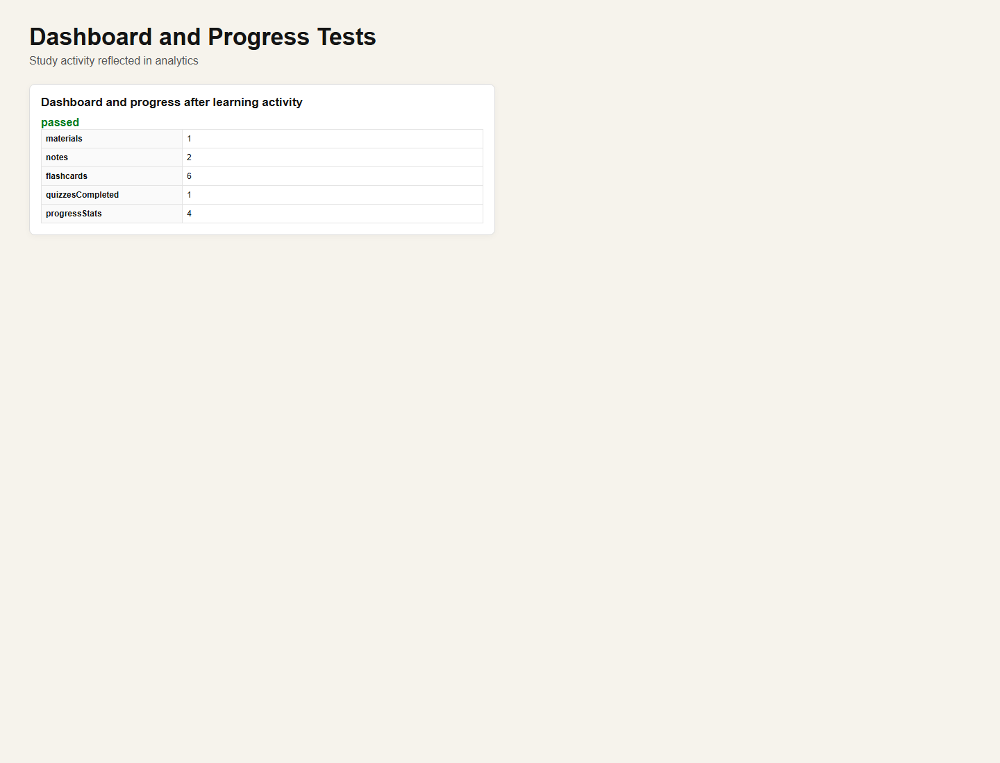 Dashboard and Progress Tests
Study activity reflected in analytics
Dashboard and progress after learning activity
passed
materials 1
notes 2
flashcards 6
quizzesCompleted 1
progressStats 4